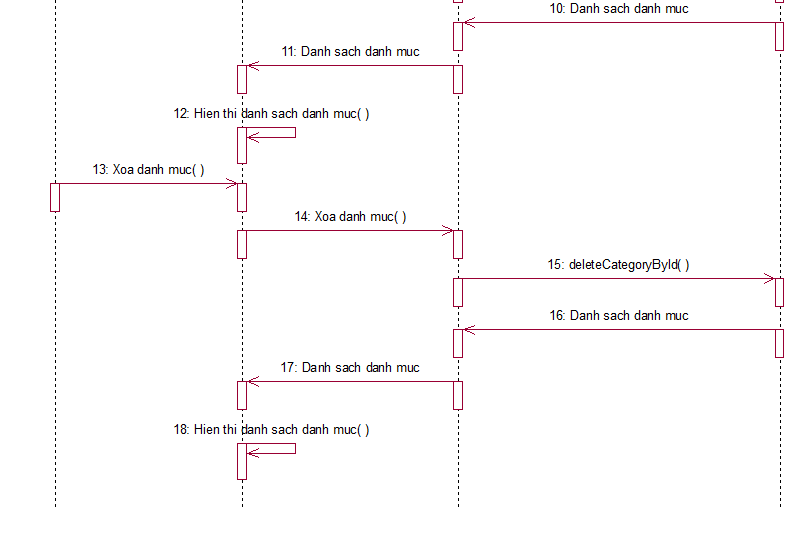 10: Danh sach danh muc
11: Danh sach danh muc
12: Hien thi danh sach danh muc( )
13: Xoa danh muc( )
14: Xoa danh muc( )
15: deleteCategoryById( )
16: Danh sach danh muc
17: Danh sach danh muc
18: Hien thi danh sach danh muc( )